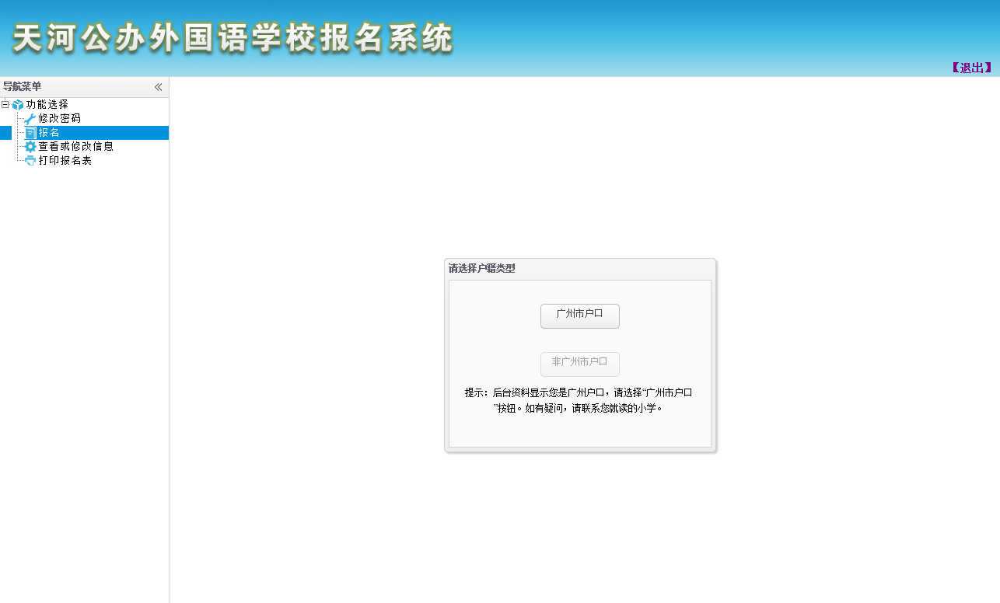 天河公办外国语学校报名系统
【退出】
导航菜单
功能选择
修改密码
报名
查看或修改信息
打印报名表
请选择户籍类型
广州市户口
非广州市户口
提示：后台资料显示您是广州户口，请选择“广州市户口
”按钮。如有疑问，请联系您就读的小学。